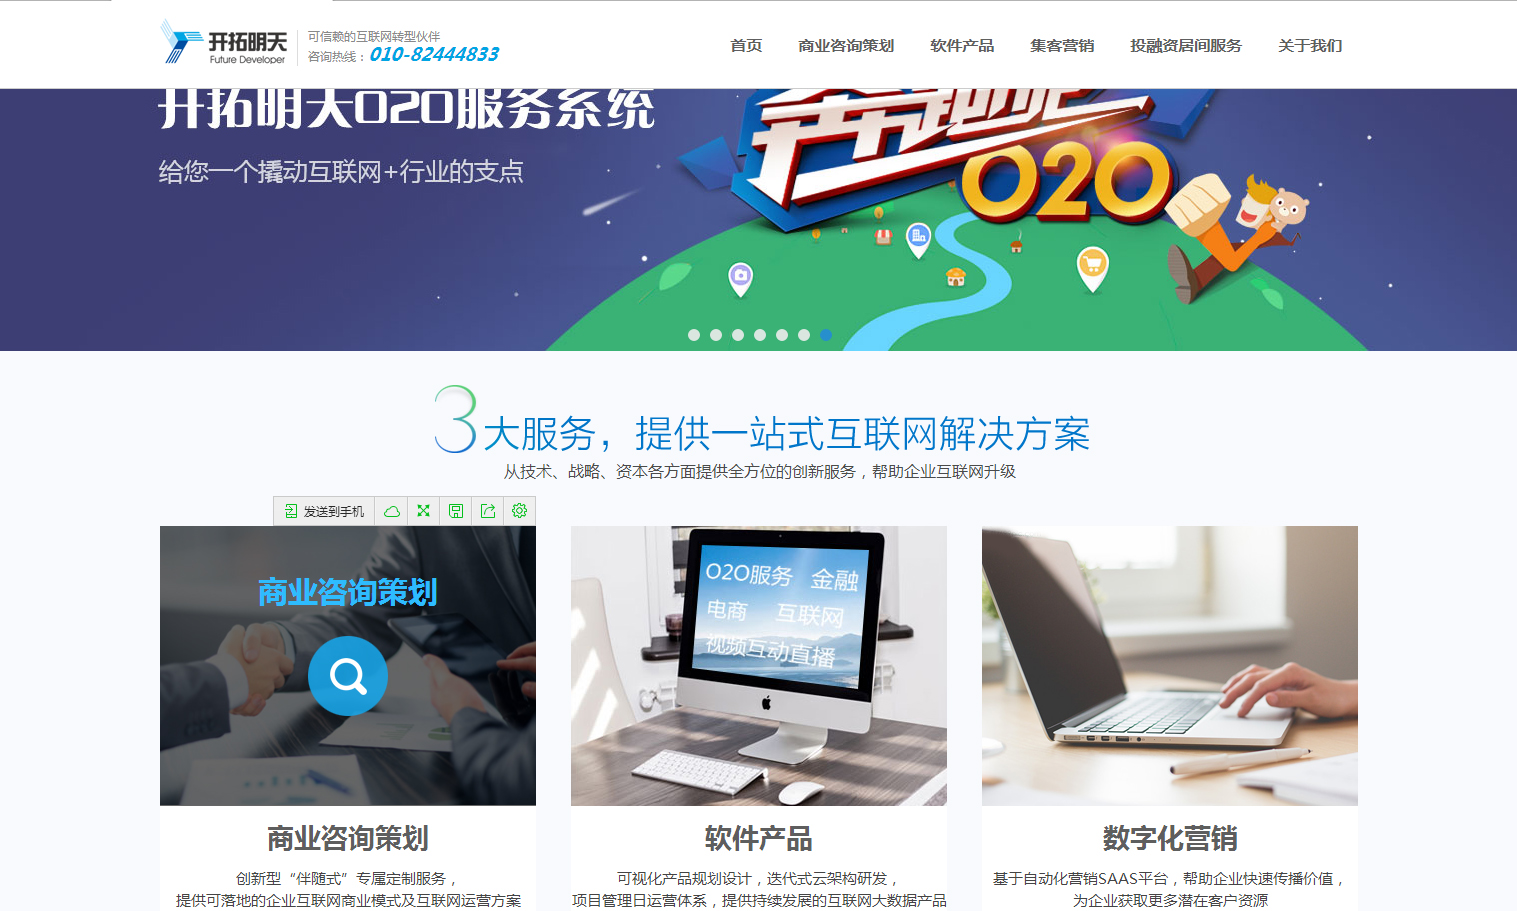 开拓明天
Future Developer
可信赖的互联网转型伙伴
咨询热线：010-82444833
首页 商业咨询策划 软件产品 集客营销 投融资居间服务 关于我们
开拓明天O2O服务系统
给您一个撬动互联网+行业的支点
奔跑吧
O2O
3大服务，提供一站式互联网解决方案
从技术、战略、资本各方面提供全方位的创新服务，帮助企业互联网升级
发送到手机
商业咨询策划
O2O服务 金融
电商 互联网
视频互动直播
商业咨询策划
创新型“伴随式”专属定制服务，
提供可落地的企业互联网商业模式及互联网运营方案
软件产品
可视化产品规划设计，迭代式云架构研发，
项目管理日运营体系，提供持续发展的互联网大数据产品
数字化营销
基于自动化营销SAAS平台，帮助企业快速传播价值，
为企业获取更多潜在客户资源